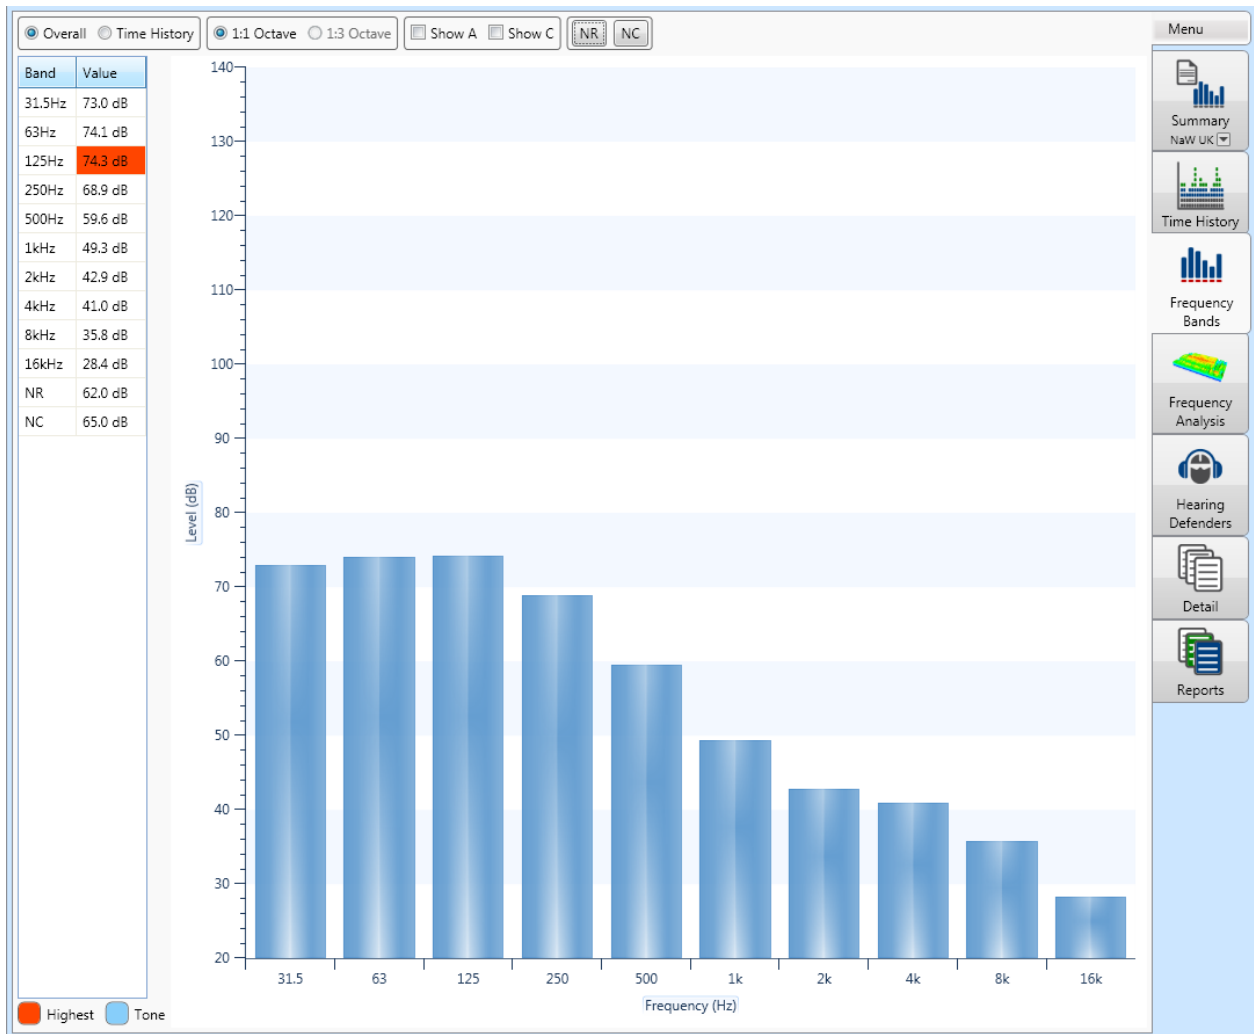 Overall Time History 1:1 Octave 1:3 Octave Show A Show C NR NC
Band Value
31.5Hz 73.0 dB
63Hz 74.1 dB
125Hz 74.3 dB
250Hz 68.9 dB
500Hz 59.6 dB
1kHz 49.3 dB
2kHz 42.9 dB
4kHz 41.0 dB
8kHz 35.8 dB
16kHz 28.4 dB
NR 62.0 dB
NC 65.0 dB
Highest Tone
Level (dB)
140
130
120
110
100
90
80
70
60
50
40
30
20
31.5 63 125 250 500 1k 2k 4k 8k 16k
Frequency (Hz)
Menu
Summary
NaW UK
Time History
Frequency
Bands
Frequency
Analysis
Hearing
Defenders
Detail
Reports